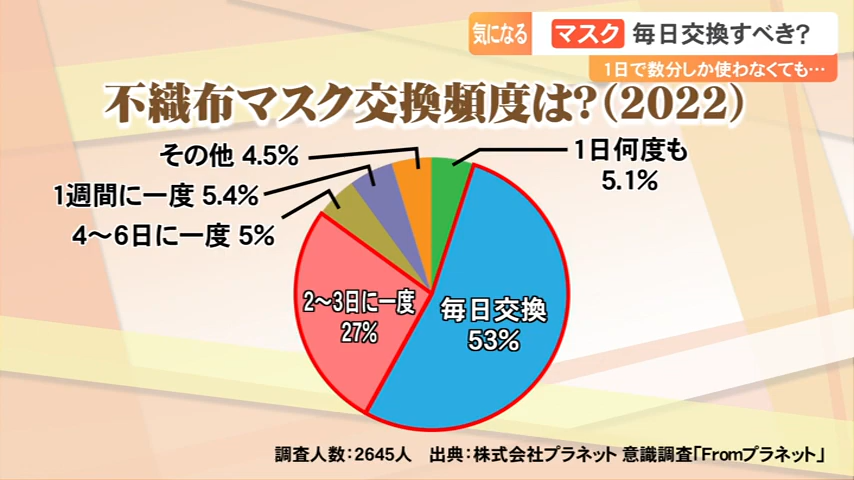 気になる
マスク 毎日交換すべき？
1日で数分しか使わなくても…
不織布マスク交換頻度は？（2022）
その他 4.5%
1日何度も
5.1%
1週間に一度 5.4%
4～6日に一度 5%
2～3日に一度
27%
毎日交換
53%
調査人数：2645人 出典：株式会社プラネット 意識調査「Fromプラネット」